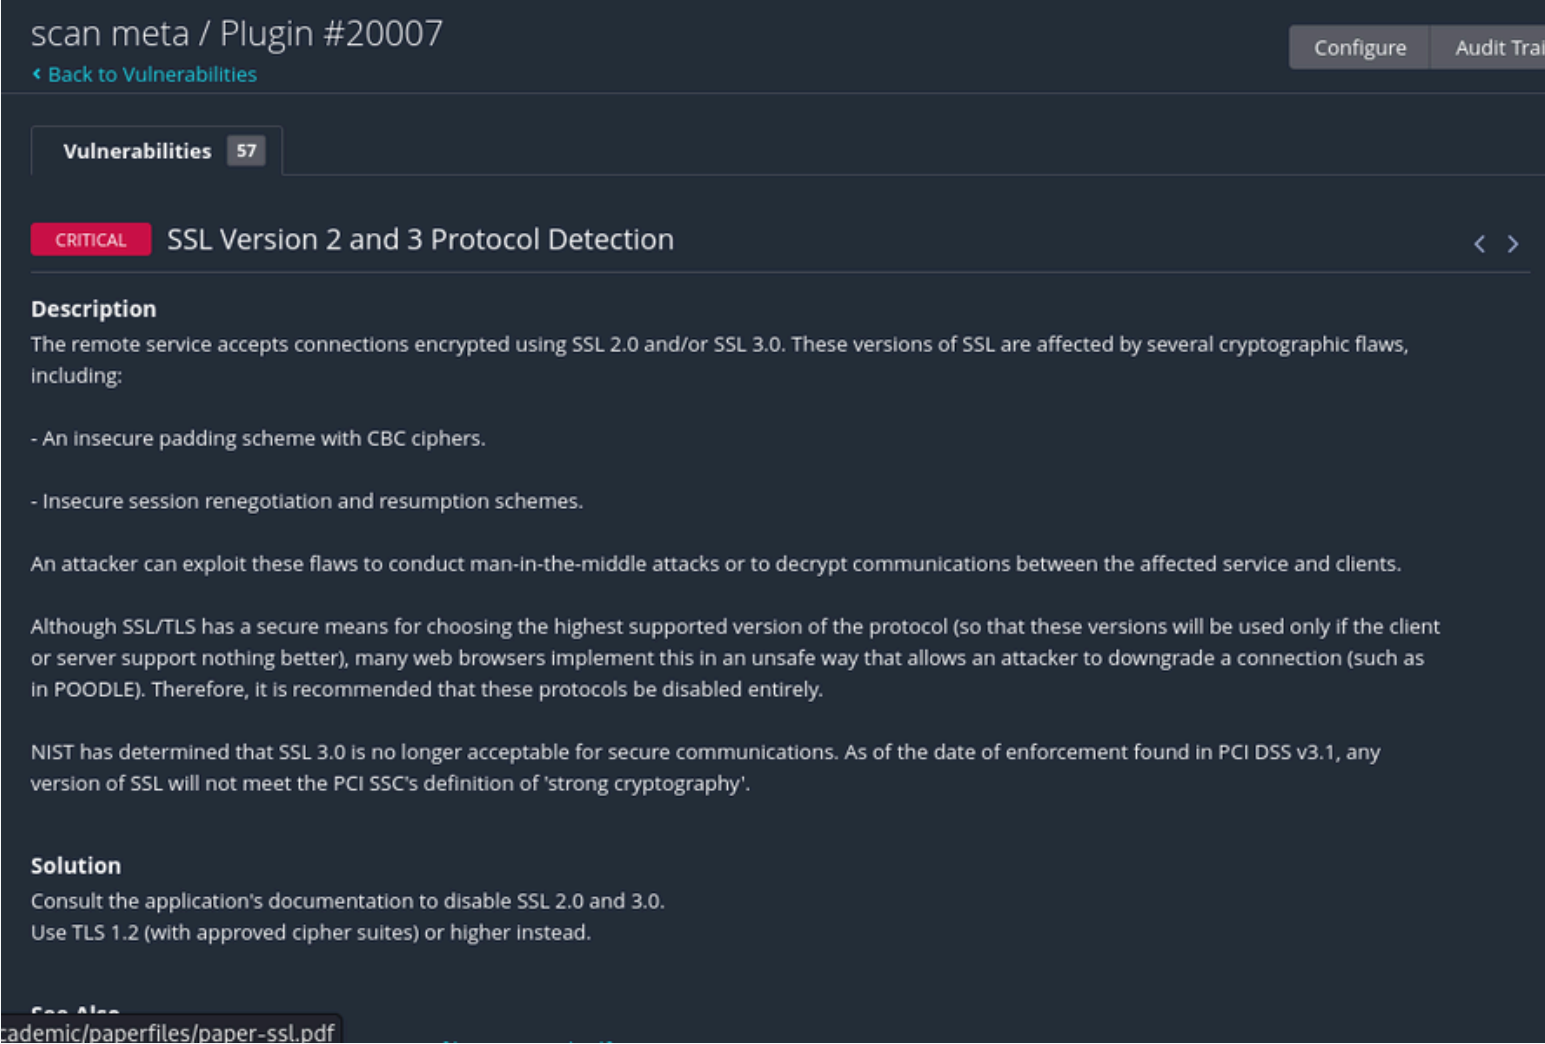 scan meta / Plugin #20007
Configure
Audit Trai
Back to Vulnerabilities
Vulnerabilities 57
CRITICAL SSL Version 2 and 3 Protocol Detection
Description
The remote service accepts connections encrypted using SSL 2.0 and/or SSL 3.0. These versions of SSL are affected by several cryptographic flaws,
including:
- An insecure padding scheme with CBC ciphers.
- Insecure session renegotiation and resumption schemes.
An attacker can exploit these flaws to conduct man-in-the-middle attacks or to decrypt communications between the affected service and clients.
Although SSL/TLS has a secure means for choosing the highest supported version of the protocol (so that these versions will be used only if the client
or server support nothing better), many web browsers implement this in an unsafe way that allows an attacker to downgrade a connection (such as
in POODLE). Therefore, it is recommended that these protocols be disabled entirely.
NIST has determined that SSL 3.0 is no longer acceptable for secure communications. As of the date of enforcement found in PCI DSS v3.1, any
version of SSL will not meet the PCI SSC's definition of 'strong cryptography'.
Solution
Consult the application's documentation to disable SSL 2.0 and 3.0.
Use TLS 1.2 (with approved cipher suites) or higher instead.
See Also
cademic/paperfiles/paper-ssl.pdf